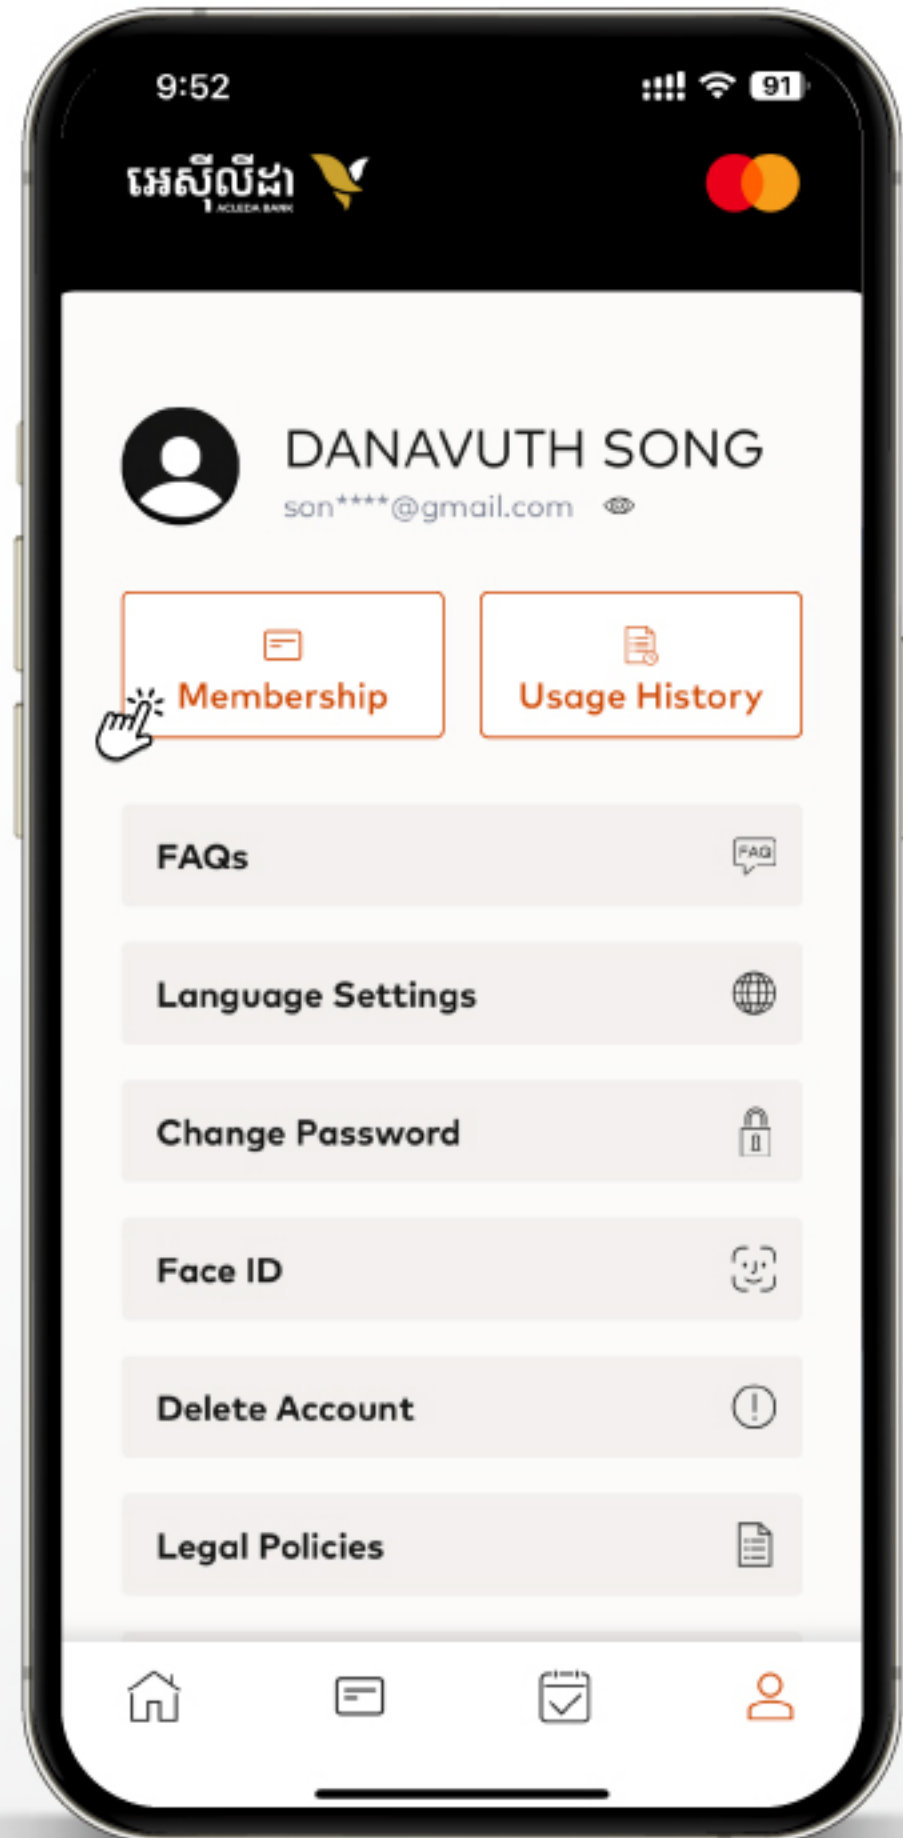 9:52
91
អេស៊ីលីដា
ACLEDA BANK
DANAVUTH SONG
son****@gmail.com
Membership
Usage History
FAQs
FAQ
Language Settings
Change Password
Face ID
Delete Account
Legal Policies